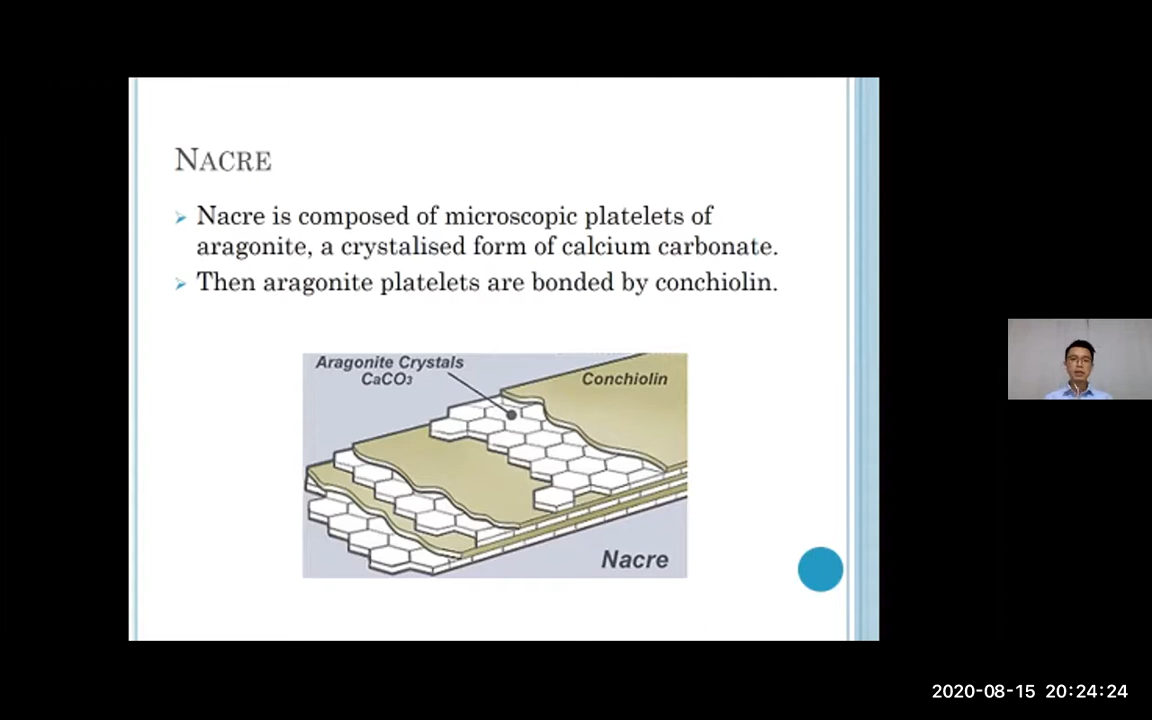 NACRE
Nacre is composed of microscopic platelets of
aragonite, a crystalised form of calcium carbonate.
Then aragonite platelets are bonded by conchiolin.
Aragonite Crystals
CaCO₃
Conchiolin
Nacre
2020-08-15 20:24:24